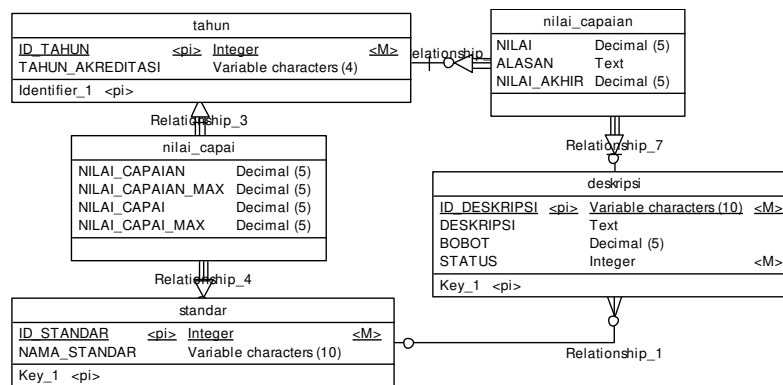 tahun
ID_TAHUN <pi> Integer <M>
TAHUN_AKREDITASI Variable characters (4)
Identifier_1 <pi>
nilai_capaian
NILAI Decimal (5)
ALASAN Text
NILAI_AKHIR Decimal (5)
Relationship_3
Relationship_7
nilai_capai
NILAI_CAPAIAN Decimal (5)
NILAI_CAPAIAN_MAX Decimal (5)
NILAI_CAPAI Decimal (5)
NILAI_CAPAI_MAX Decimal (5)
deskripsi
ID_DESKRIPSI <pi> Variable characters (10) <M>
DESKRIPSI Text
BOBOT Decimal (5)
STATUS Integer <M>
Key_1 <pi>
Relationship_4
standar
ID_STANDAR <pi> Integer <M>
NAMA_STANDAR Variable characters (10)
Key_1 <pi>
Relationship_1